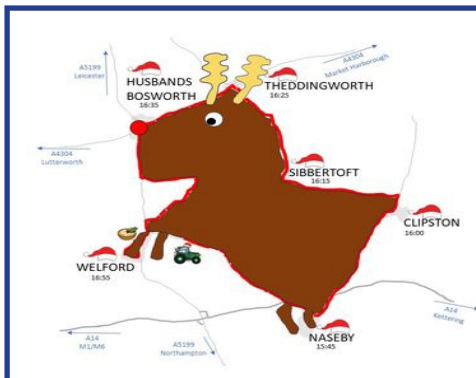 A5199
Leicester
A4304
Market Harborough
HUSBANDS
BOSWORTH
16:35
THEDDINGWORTH
16:25
A4304
Lutterworth
SIBBERTOFT
16:15
CLIPSTON
16:00
WELFORD
16:55
A14
Kettering
A14
M1/M6
A5199
Northampton
NASEBY
15:45